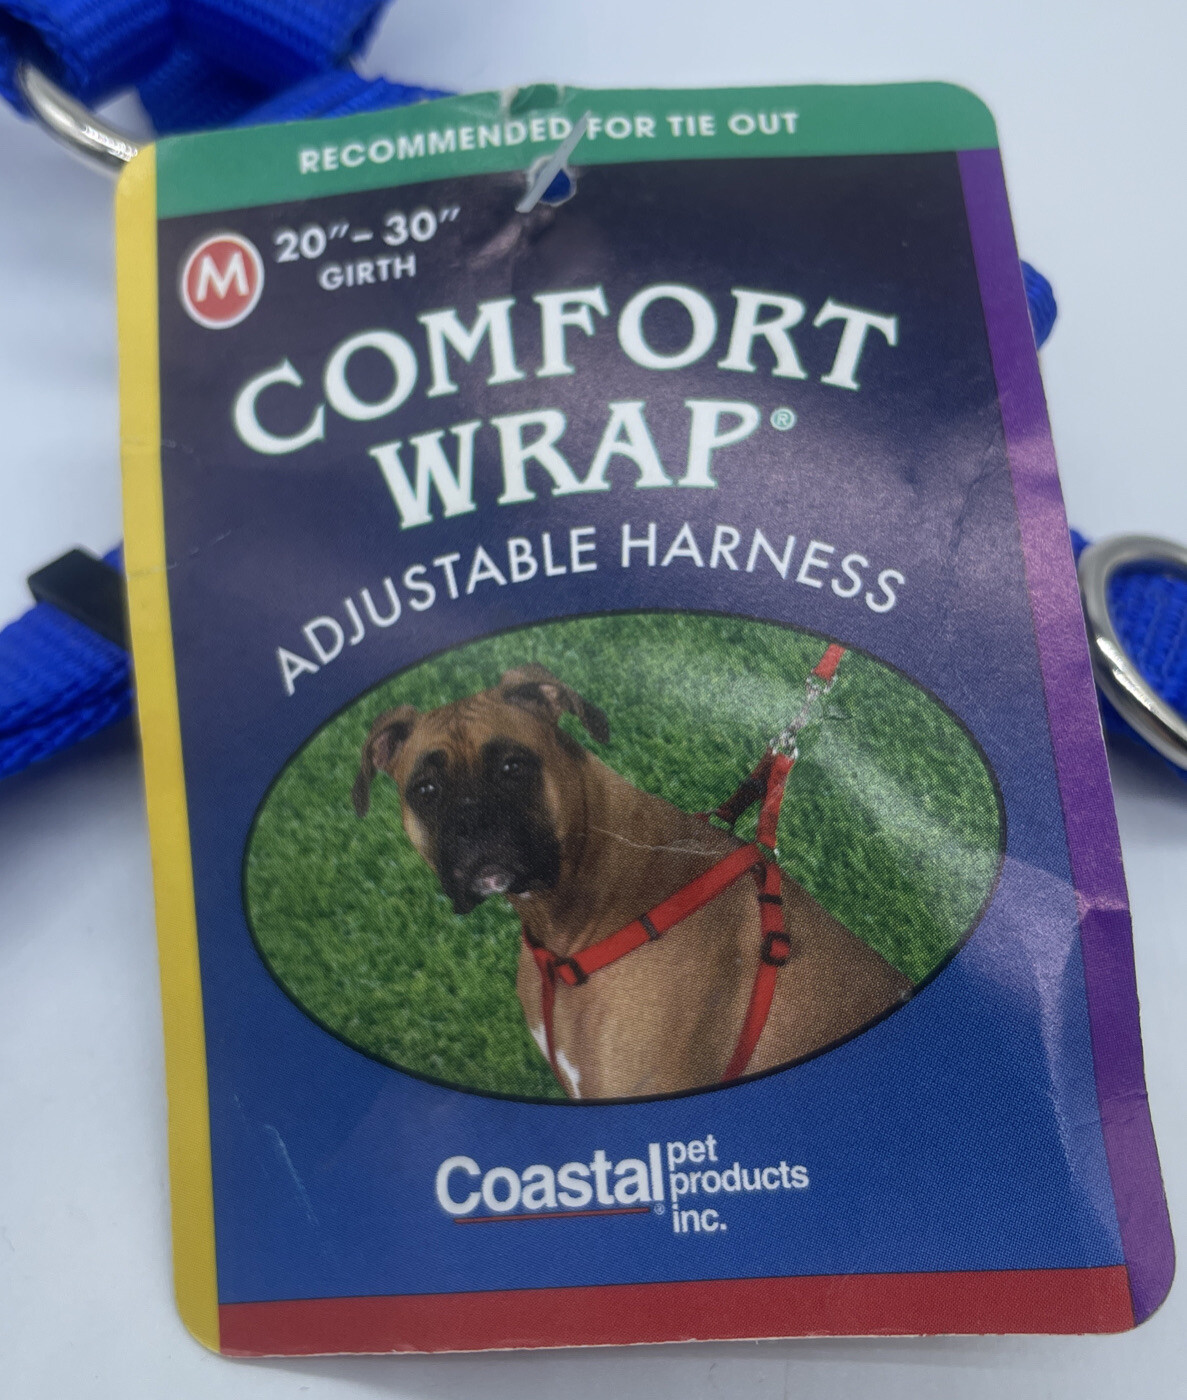 RECOMMENDED FOR TIE OUT
M 20"– 30"
GIRTH
COMFORT
WRAP®
ADJUSTABLE HARNESS
Coastal® pet
products
inc.